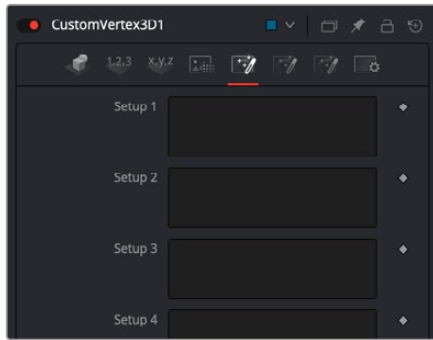 CustomVertex3D1
1,2,3 x,y,z
Setup 1
Setup 2
Setup 3
Setup 4